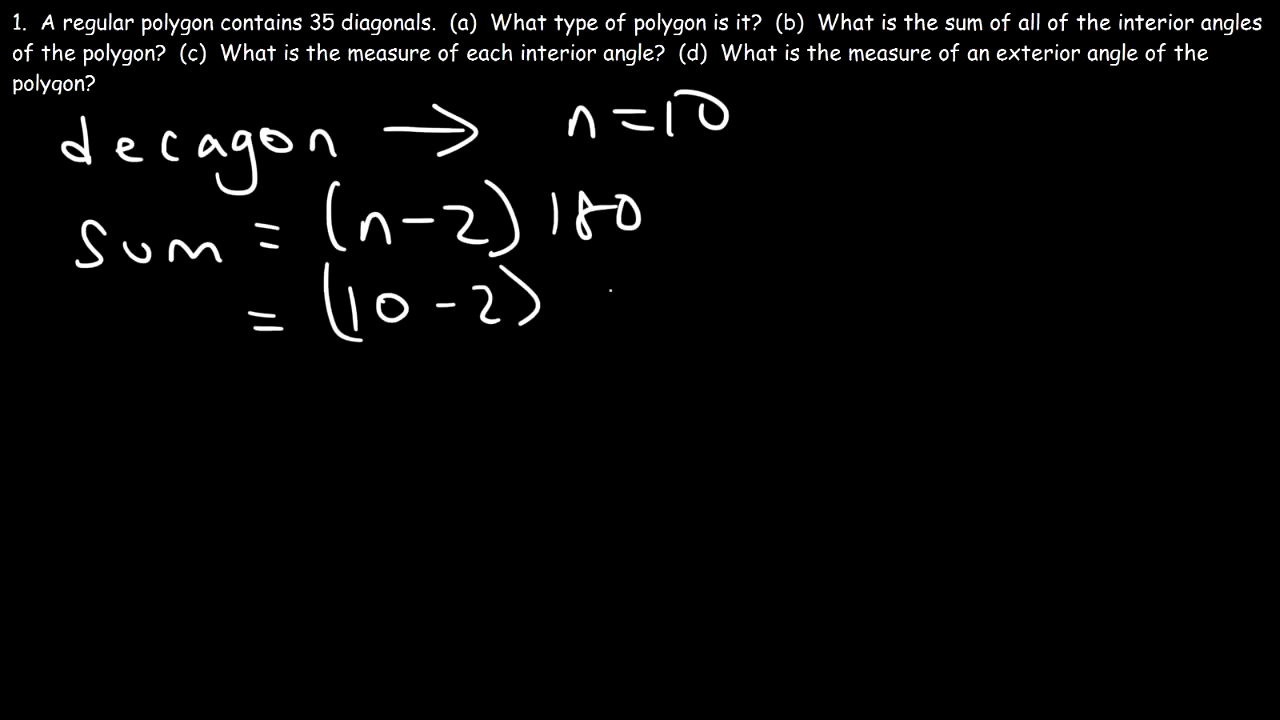 1. A regular polygon contains 35 diagonals. (a) What type of polygon is it? (b) What is the sum of all of the interior angles
of the polygon? (c) What is the measure of each interior angle? (d) What is the measure of an exterior angle of the
polygon?
decagon → n = 10
sum = (n - 2) 180
= (10 - 2)